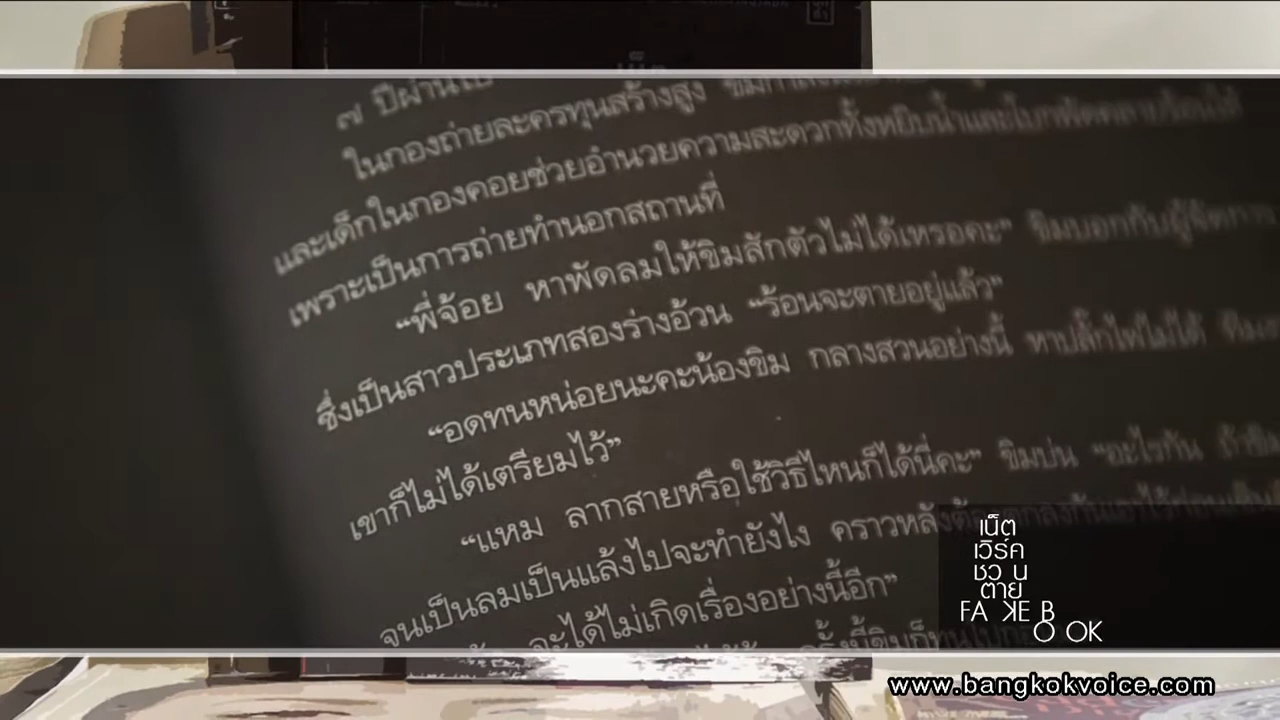 ๗ ปีผ่านไป
ในกองถ่ายละครทุนสร้างสูง
และเด็กในกองคอยช่วยอำนวยความสะดวกทั้งหยิบน้ำและโบกพัดคลายร้อนให้
เพราะเป็นการถ่ายทำนอกสถานที่
“พี่จ้อย หาพัดลมให้ขิมสักตัวไม่ได้เหรอคะ” ขิมบอกกับผู้จัดการ
ซึ่งเป็นสาวประเภทสองร่างอ้วน “ร้อนจะตายอยู่แล้ว”
“อดทนหน่อยนะคะน้องขิม กลางสวนอย่างนี้ หาปลั๊กไฟไม่ได้
เขาก็ไม่ได้เตรียมไว้”
“แหม ลากสายหรือใช้วิธีไหนก็ได้นี่คะ” ขิมบ่น “อะไรกัน
จนเป็นลมเป็นแล้งไปจะทำยังไง คราวหลัง
จะได้ไม่เกิดเรื่องอย่างนี้อีก”
เน็ต
เวิร์ค
ชวน
ตาย
FAKEB
OOK
www.bangkokvoice.com